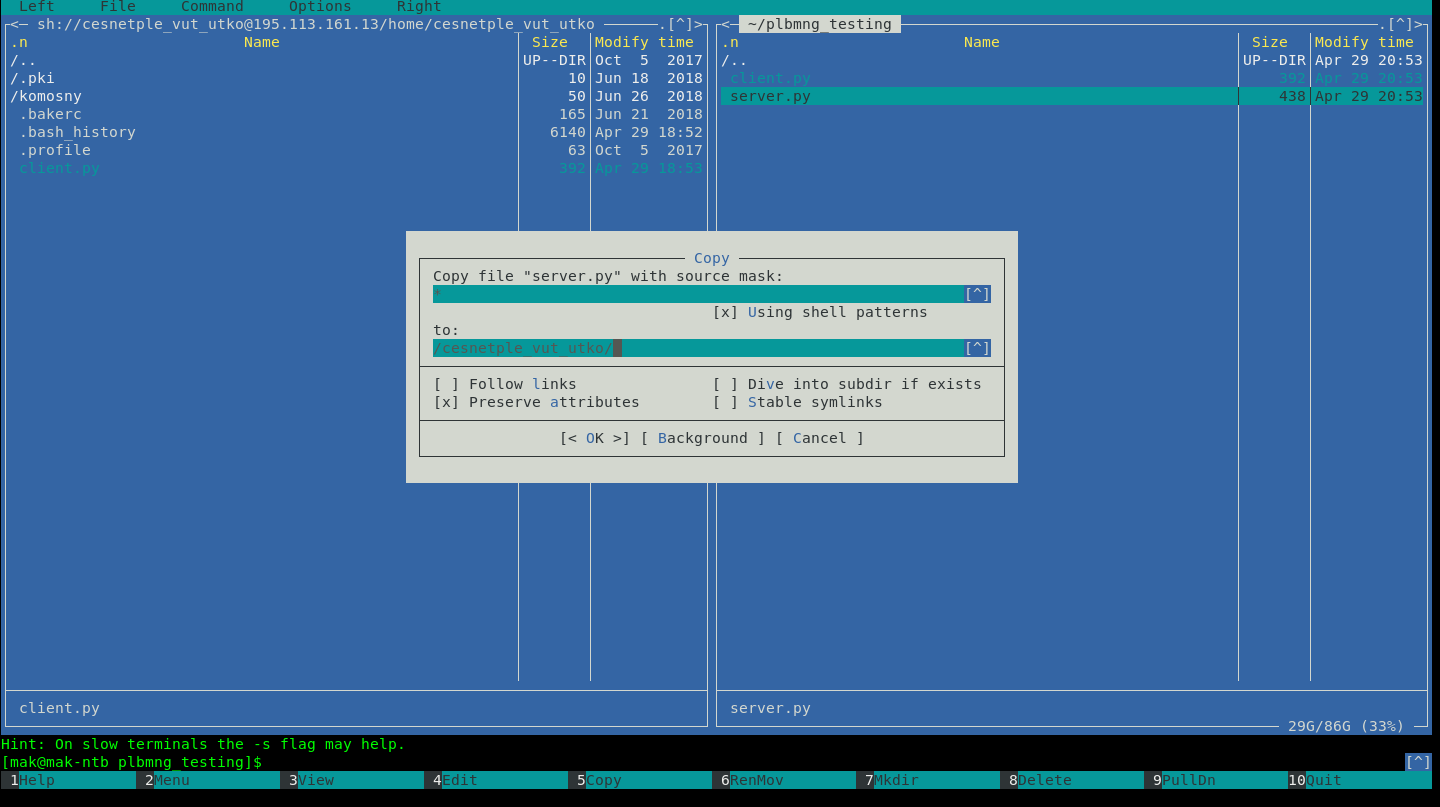 Left File Command Options Right
<─ sh://cesnetple_vut_utko@195.113.161.13/home/cesnetple_vut_utko .[^]>
.n Name Size Modify time
/.. UP--DIR Oct 5 2017
/.pki 10 Jun 18 2018
/komosny 50 Jun 26 2018
.bakerc 165 Jun 21 2018
.bash_history 6140 Apr 29 18:52
.profile 63 Oct 5 2017
client.py 392 Apr 29 18:53
client.py
<─ ~/plbmng_testing .[^]>
.n Name Size Modify time
/.. UP--DIR Apr 29 20:53
client.py 392 Apr 29 20:53
server.py 438 Apr 29 20:53
server.py
29G/86G (33%)
Copy
Copy file "server.py" with source mask:
* [^]
[x] Using shell patterns
to:
/cesnetple_vut_utko/ [^]
[ ] Follow links [ ] Dive into subdir if exists
[x] Preserve attributes [ ] Stable symlinks
[< OK >] [ Background ] [ Cancel ]
Hint: On slow terminals the -s flag may help.
[mak@mak-ntb plbmng_testing]$ [^]
1Help 2Menu 3View 4Edit 5Copy 6RenMov 7Mkdir 8Delete 9PullDn 10Quit